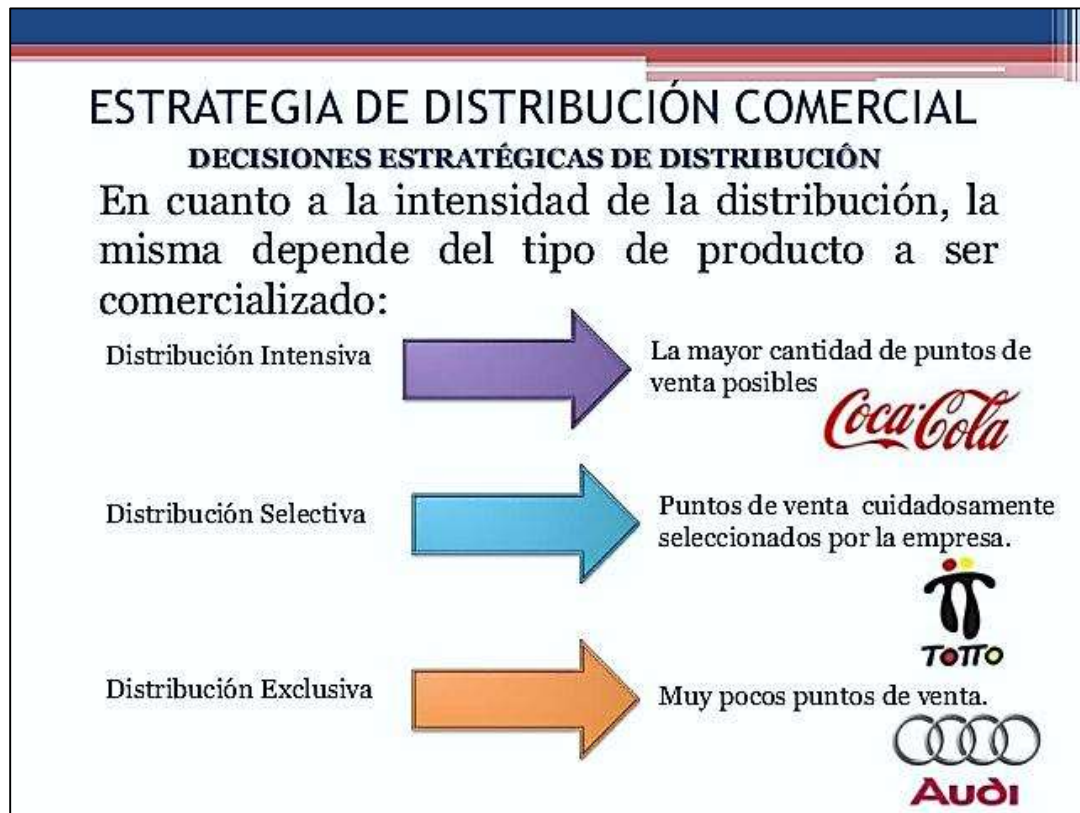 ESTRATEGIA DE DISTRIBUCIÓN COMERCIAL
DECISIONES ESTRATÉGICAS DE DISTRIBUCIÓN
En cuanto a la intensidad de la distribución, la
misma depende del tipo de producto a ser
comercializado:
Distribución Intensiva
La mayor cantidad de puntos de
venta posibles
Coca-Cola
Distribución Selectiva
Puntos de venta cuidadosamente
seleccionados por la empresa.
TOTTO
Distribución Exclusiva
Muy pocos puntos de venta.
Audi